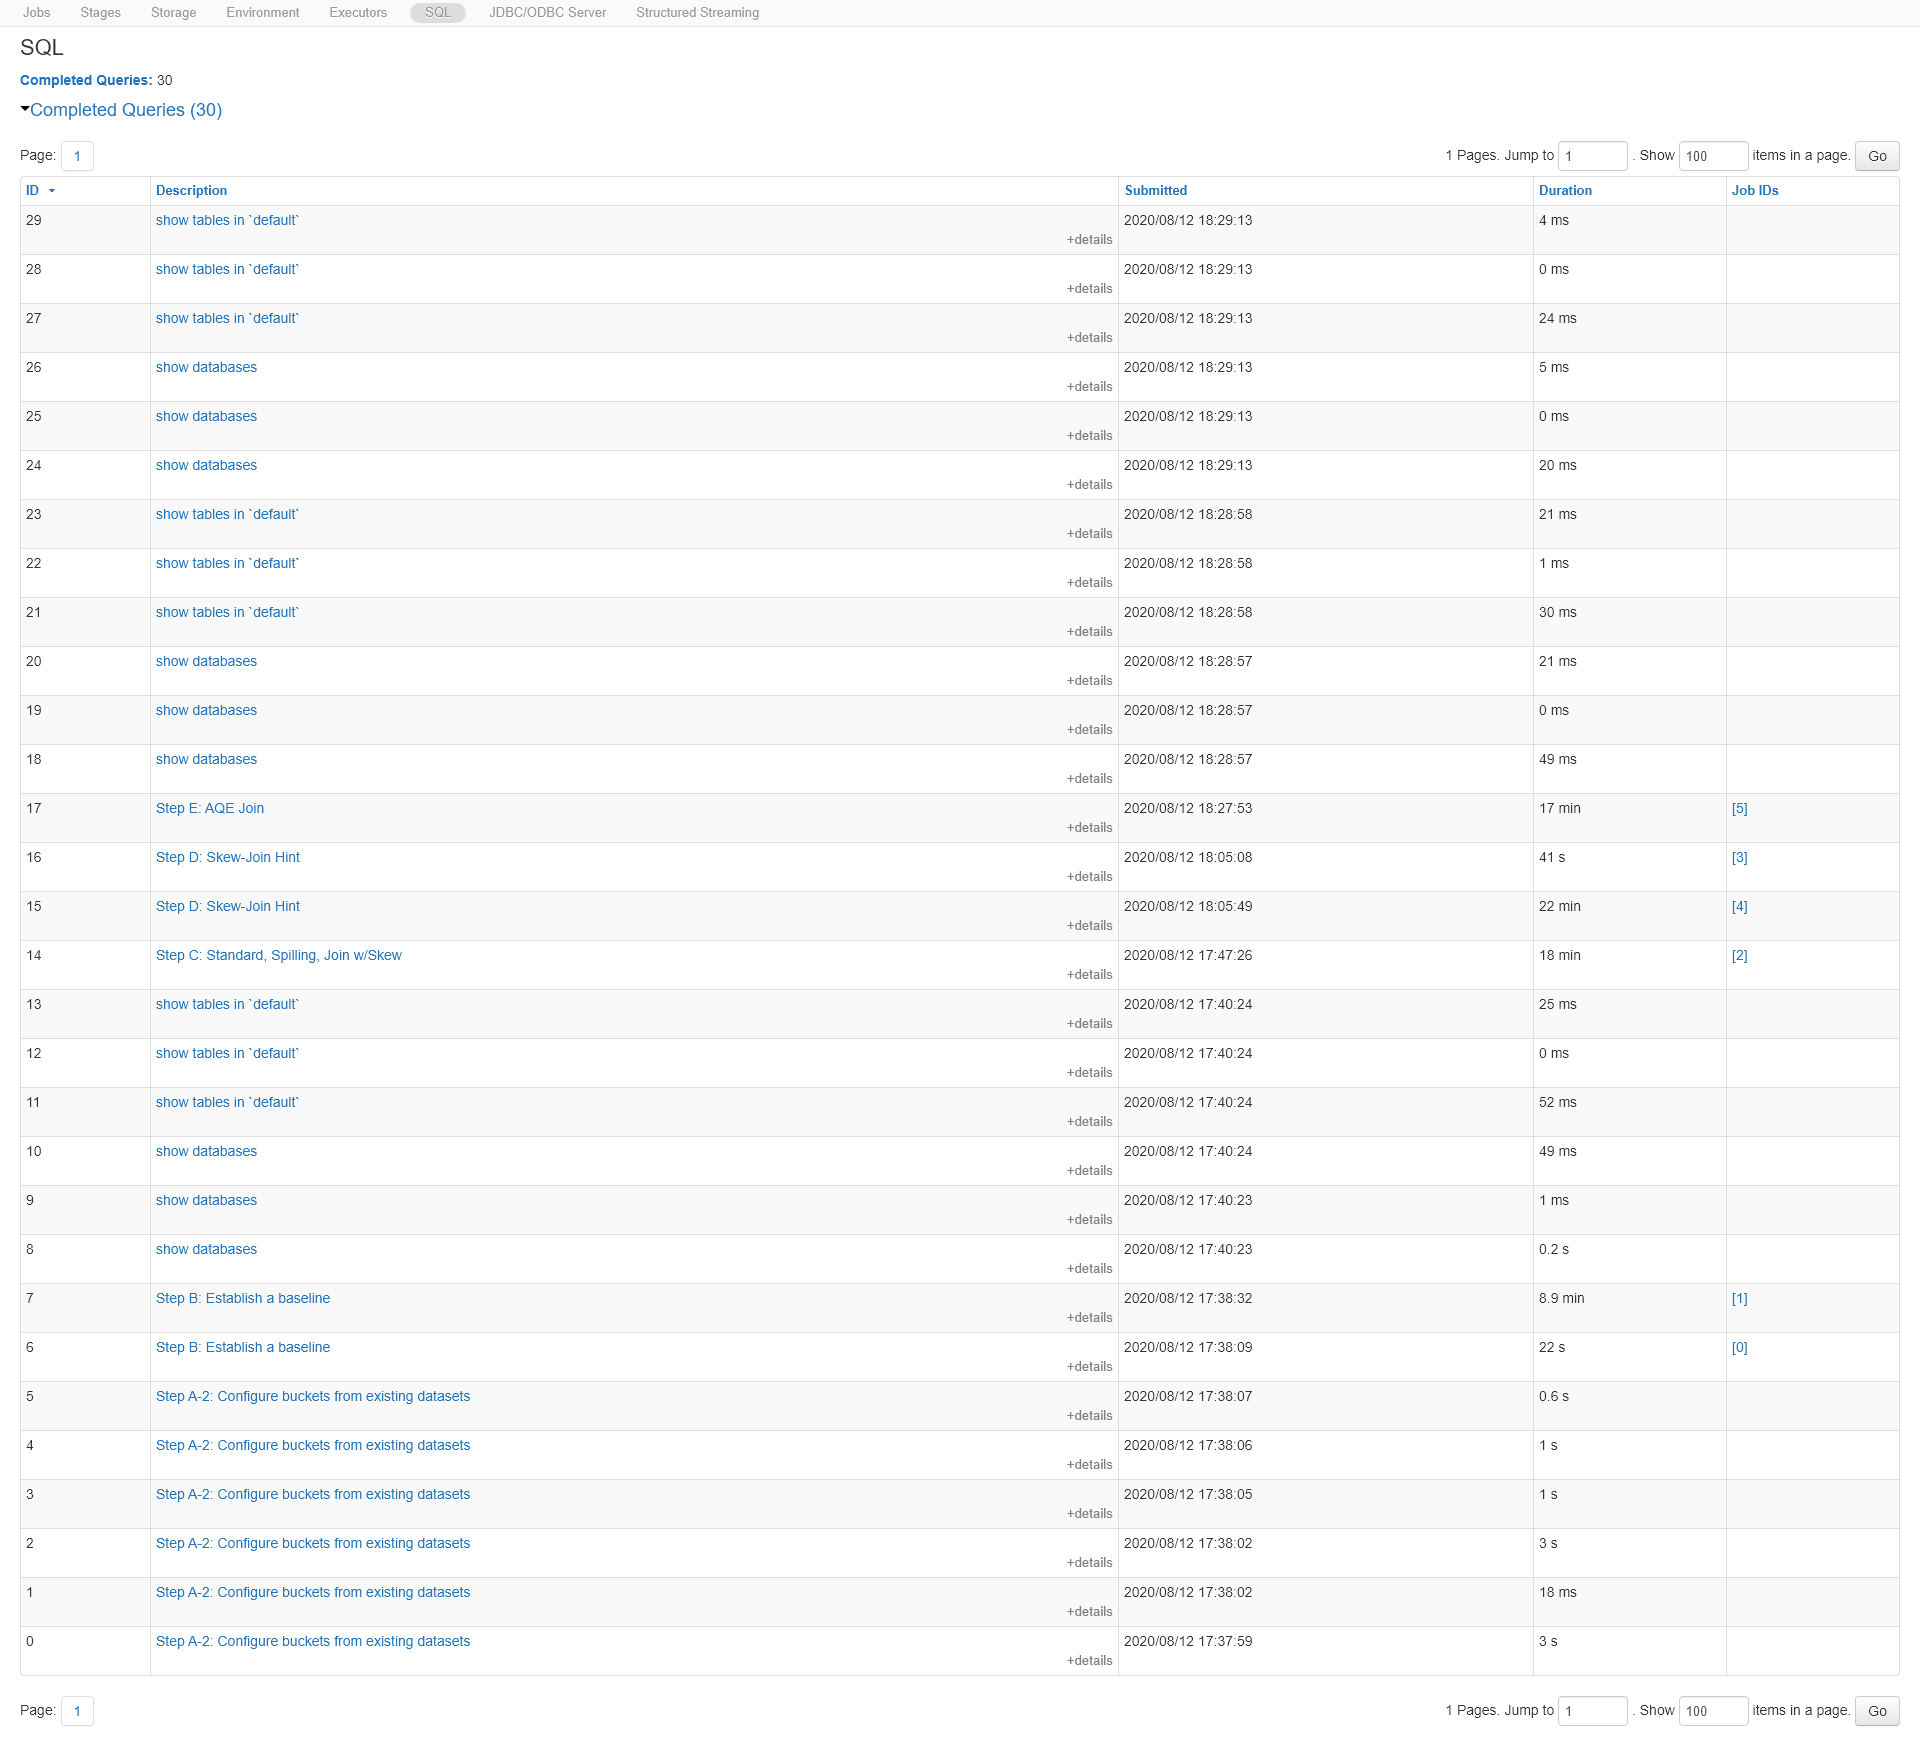 Jobs Stages Storage Environment Executors SQL JDBC/ODBC Server Structured Streaming
SQL
Completed Queries: 30
Completed Queries (30)
Page: 1 1 Pages. Jump to 1 . Show 100 items in a page. Go
ID Description Submitted Duration Job IDs
29 show tables in `default` 2020/08/12 18:29:13 4 ms
+details
28 show tables in `default` 2020/08/12 18:29:13 0 ms
+details
27 show tables in `default` 2020/08/12 18:29:13 24 ms
+details
26 show databases 2020/08/12 18:29:13 5 ms
+details
25 show databases 2020/08/12 18:29:13 0 ms
+details
24 show databases 2020/08/12 18:29:13 20 ms
+details
23 show tables in `default` 2020/08/12 18:28:58 21 ms
+details
22 show tables in `default` 2020/08/12 18:28:58 1 ms
+details
21 show tables in `default` 2020/08/12 18:28:58 30 ms
+details
20 show databases 2020/08/12 18:28:57 21 ms
+details
19 show databases 2020/08/12 18:28:57 0 ms
+details
18 show databases 2020/08/12 18:28:57 49 ms
+details
17 Step E: AQE Join 2020/08/12 18:27:53 17 min [5]
+details
16 Step D: Skew-Join Hint 2020/08/12 18:05:08 41 s [3]
+details
15 Step D: Skew-Join Hint 2020/08/12 18:05:49 22 min [4]
+details
14 Step C: Standard, Spilling, Join w/Skew 2020/08/12 17:47:26 18 min [2]
+details
13 show tables in `default` 2020/08/12 17:40:24 25 ms
+details
12 show tables in `default` 2020/08/12 17:40:24 0 ms
+details
11 show tables in `default` 2020/08/12 17:40:24 52 ms
+details
10 show databases 2020/08/12 17:40:24 49 ms
+details
9 show databases 2020/08/12 17:40:23 1 ms
+details
8 show databases 2020/08/12 17:40:23 0.2 s
+details
7 Step B: Establish a baseline 2020/08/12 17:38:32 8.9 min [1]
+details
6 Step B: Establish a baseline 2020/08/12 17:38:09 22 s [0]
+details
5 Step A-2: Configure buckets from existing datasets 2020/08/12 17:38:07 0.6 s
+details
4 Step A-2: Configure buckets from existing datasets 2020/08/12 17:38:06 1 s
+details
3 Step A-2: Configure buckets from existing datasets 2020/08/12 17:38:05 1 s
+details
2 Step A-2: Configure buckets from existing datasets 2020/08/12 17:38:02 3 s
+details
1 Step A-2: Configure buckets from existing datasets 2020/08/12 17:38:02 18 ms
+details
0 Step A-2: Configure buckets from existing datasets 2020/08/12 17:37:59 3 s
+details
Page: 1 1 Pages. Jump to 1 . Show 100 items in a page. Go